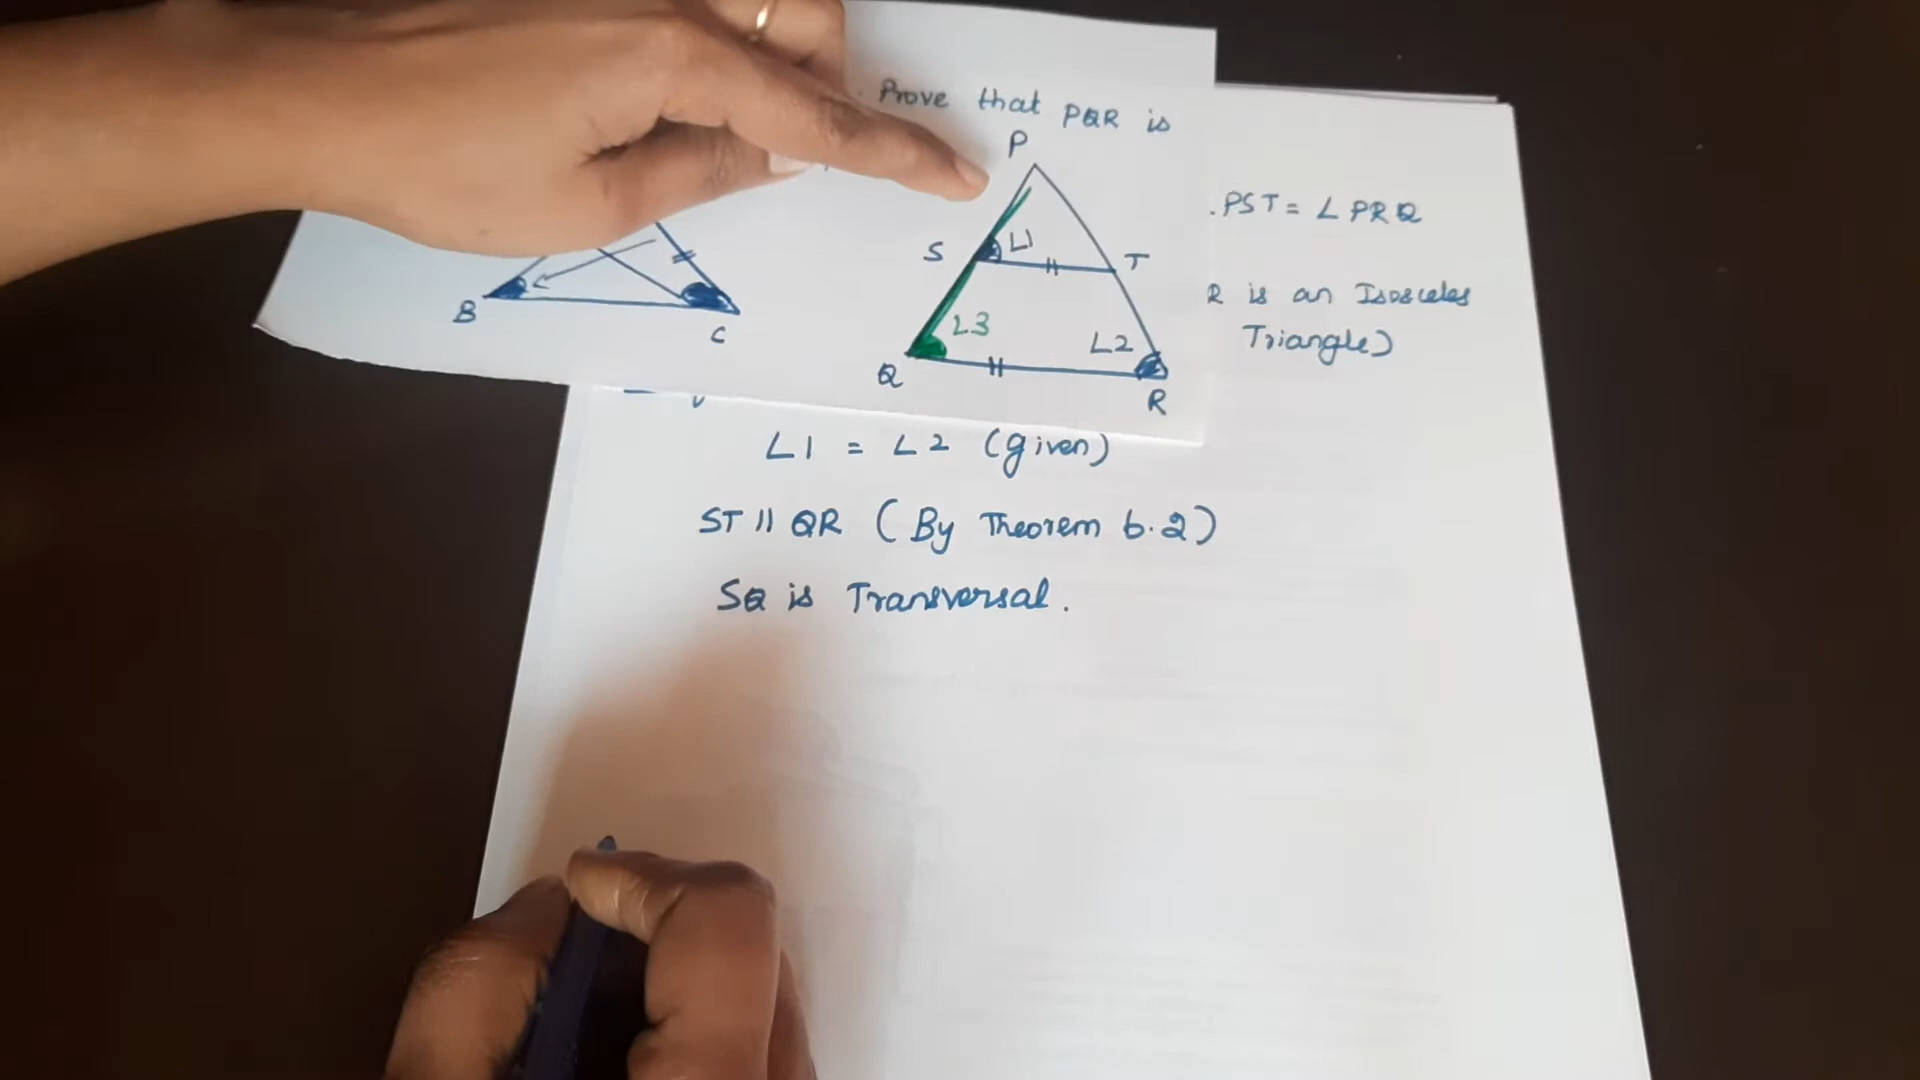 Prove that PQR is
P
. PST = ∠ PRQ
S
∠1
T
R is an Isosceles
B
∠3
C
∠2
Triangle)
Q
R
∠1 = ∠2 (given)
ST || QR ( By Theorem 6.2)
SQ is Transversal.